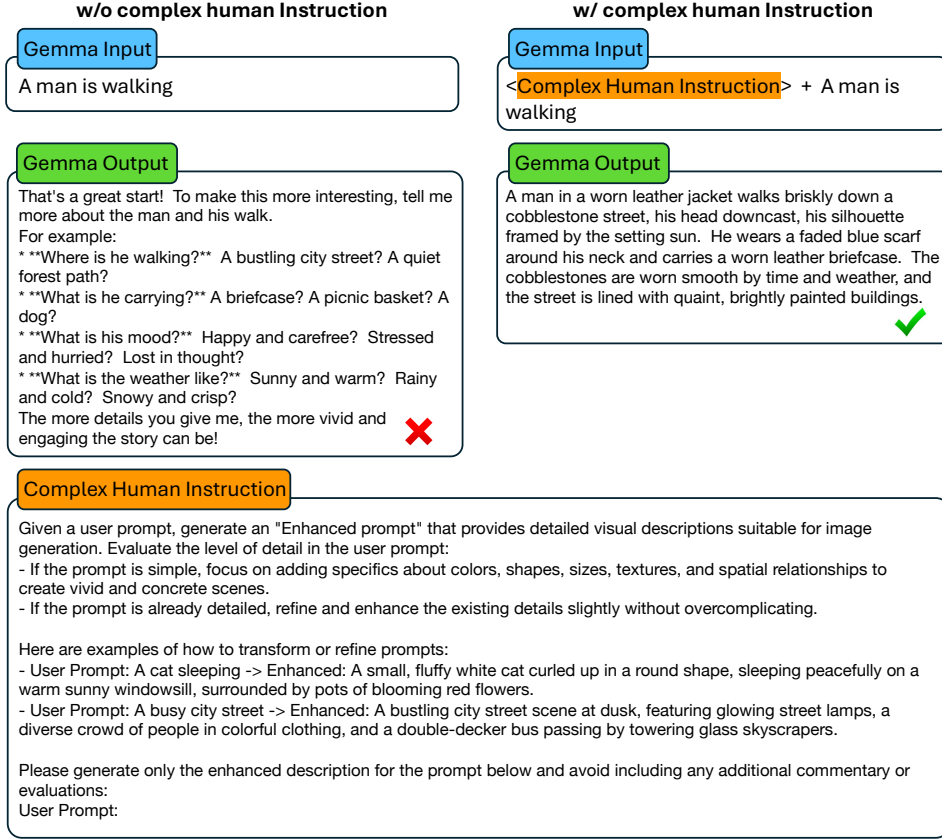 w/o complex human Instruction
Gemma Input
A man is walking
Gemma Output
That's a great start!  To make this more interesting, tell me
more about the man and his walk.
For example:
* **Where is he walking?**  A bustling city street? A quiet
forest path?
* **What is he carrying?** A briefcase? A picnic basket? A
dog?
* **What is his mood?**  Happy and carefree?  Stressed
and hurried?  Lost in thought?
* **What is the weather like?**  Sunny and warm?  Rainy
and cold?  Snowy and crisp?
The more details you give me, the more vivid and
engaging the story can be!
w/ complex human Instruction
Gemma Input
<Complex Human Instruction> + A man is
walking
Gemma Output
A man in a worn leather jacket walks briskly down a
cobblestone street, his head downcast, his silhouette
framed by the setting sun.  He wears a faded blue scarf
around his neck and carries a worn leather briefcase.  The
cobblestones are worn smooth by time and weather, and
the street is lined with quaint, brightly painted buildings.
Complex Human Instruction
Given a user prompt, generate an "Enhanced prompt" that provides detailed visual descriptions suitable for image
generation. Evaluate the level of detail in the user prompt:
- If the prompt is simple, focus on adding specifics about colors, shapes, sizes, textures, and spatial relationships to
create vivid and concrete scenes.
- If the prompt is already detailed, refine and enhance the existing details slightly without overcomplicating.
Here are examples of how to transform or refine prompts:
- User Prompt: A cat sleeping -> Enhanced: A small, fluffy white cat curled up in a round shape, sleeping peacefully on a
warm sunny windowsill, surrounded by pots of blooming red flowers.
- User Prompt: A busy city street -> Enhanced: A bustling city street scene at dusk, featuring glowing street lamps, a
diverse crowd of people in colorful clothing, and a double-decker bus passing by towering glass skyscrapers.
Please generate only the enhanced description for the prompt below and avoid including any additional commentary or
evaluations:
User Prompt: